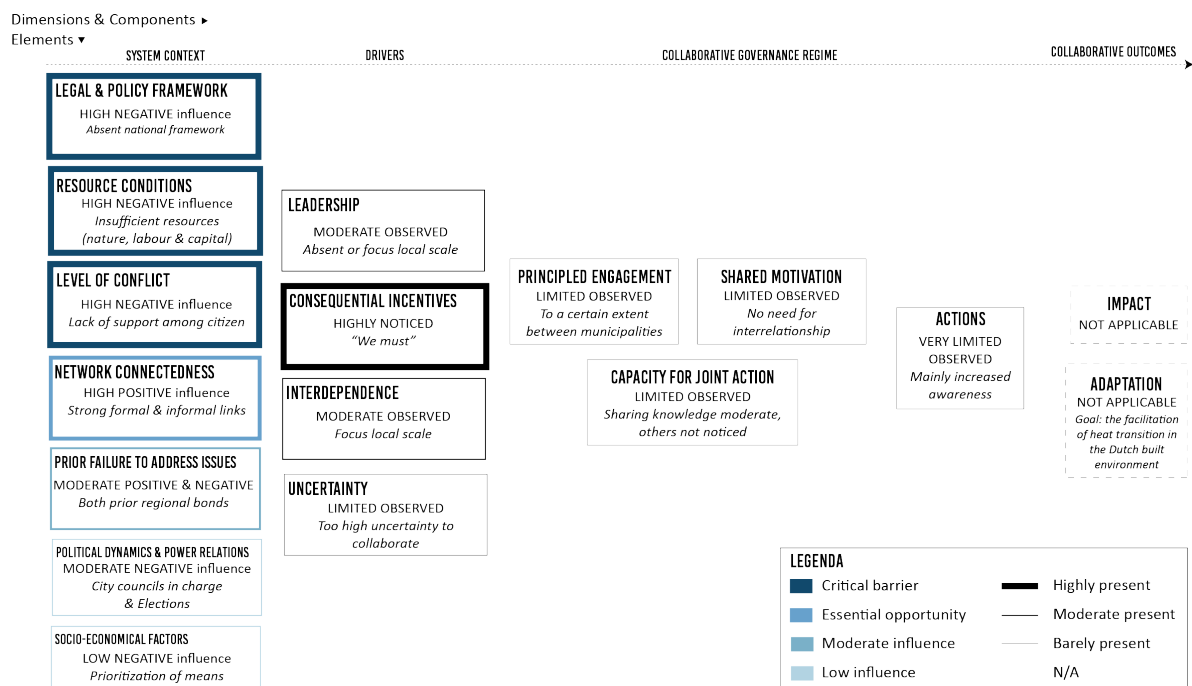 Dimensions & Components ▸
Elements ▾
SYSTEM CONTEXT
DRIVERS
COLLABORATIVE GOVERNANCE REGIME
COLLABORATIVE OUTCOMES
LEGAL & POLICY FRAMEWORK
HIGH NEGATIVE influence
Absent national framework
RESOURCE CONDITIONS
HIGH NEGATIVE influence
Insufficient resources
(nature, labour & capital)
LEVEL OF CONFLICT
HIGH NEGATIVE influence
Lack of support among citizen
NETWORK CONNECTEDNESS
HIGH POSITIVE influence
Strong formal & informal links
PRIOR FAILURE TO ADDRESS ISSUES
MODERATE POSITIVE & NEGATIVE
Both prior regional bonds
POLITICAL DYNAMICS & POWER RELATIONS
MODERATE NEGATIVE influence
City councils in charge
& Elections
SOCIO-ECONOMICAL FACTORS
LOW NEGATIVE influence
Prioritization of means
LEADERSHIP
MODERATE OBSERVED
Absent or focus local scale
CONSEQUENTIAL INCENTIVES
HIGHLY NOTICED
“We must”
INTERDEPENDENCE
MODERATE OBSERVED
Focus local scale
UNCERTAINTY
LIMITED OBSERVED
Too high uncertainty to
collaborate
PRINCIPLED ENGAGEMENT
LIMITED OBSERVED
To a certain extent
between municipalities
SHARED MOTIVATION
LIMITED OBSERVED
No need for
interrelationship
CAPACITY FOR JOINT ACTION
LIMITED OBSERVED
Sharing knowledge moderate,
others not noticed
ACTIONS
VERY LIMITED
OBSERVED
Mainly increased
awareness
IMPACT
NOT APPLICABLE
ADAPTATION
NOT APPLICABLE
Goal: the facilitation
of heat transition in
the Dutch built
environment
LEGENDA
Critical barrier
Highly present
Essential opportunity
Moderate present
Moderate influence
Barely present
Low influence
N/A